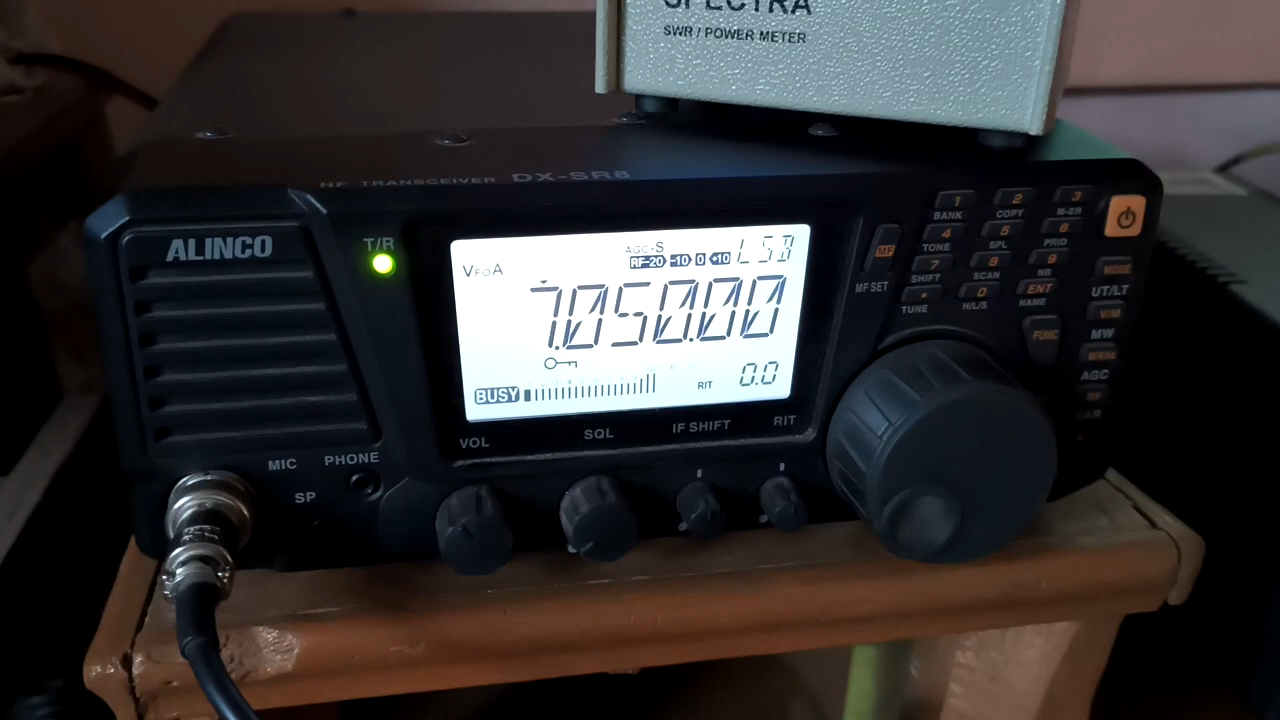 SPECTRA
SWR / POWER METER
HF TRANSCEIVER DX-SR8
ALINCO
T/R
VFO A
AGC-S
RF-20 -10 0 +10
LSB
7.050.00
BUSY
RIT
0.0
VOL
SQL
IF SHIFT
RIT
MIC
PHONE
SP
MF
MF SET
1
2
3
BANK
COPY
M-ER
4
5
6
TONE
SPL
PRIO
7
8
9
SHIFT
SCAN
NB
0
ENT
TUNE
H/L/S
NAME
FUNC
MODE
UT/LT
V/M
MW
M/KHz
AGC
RF